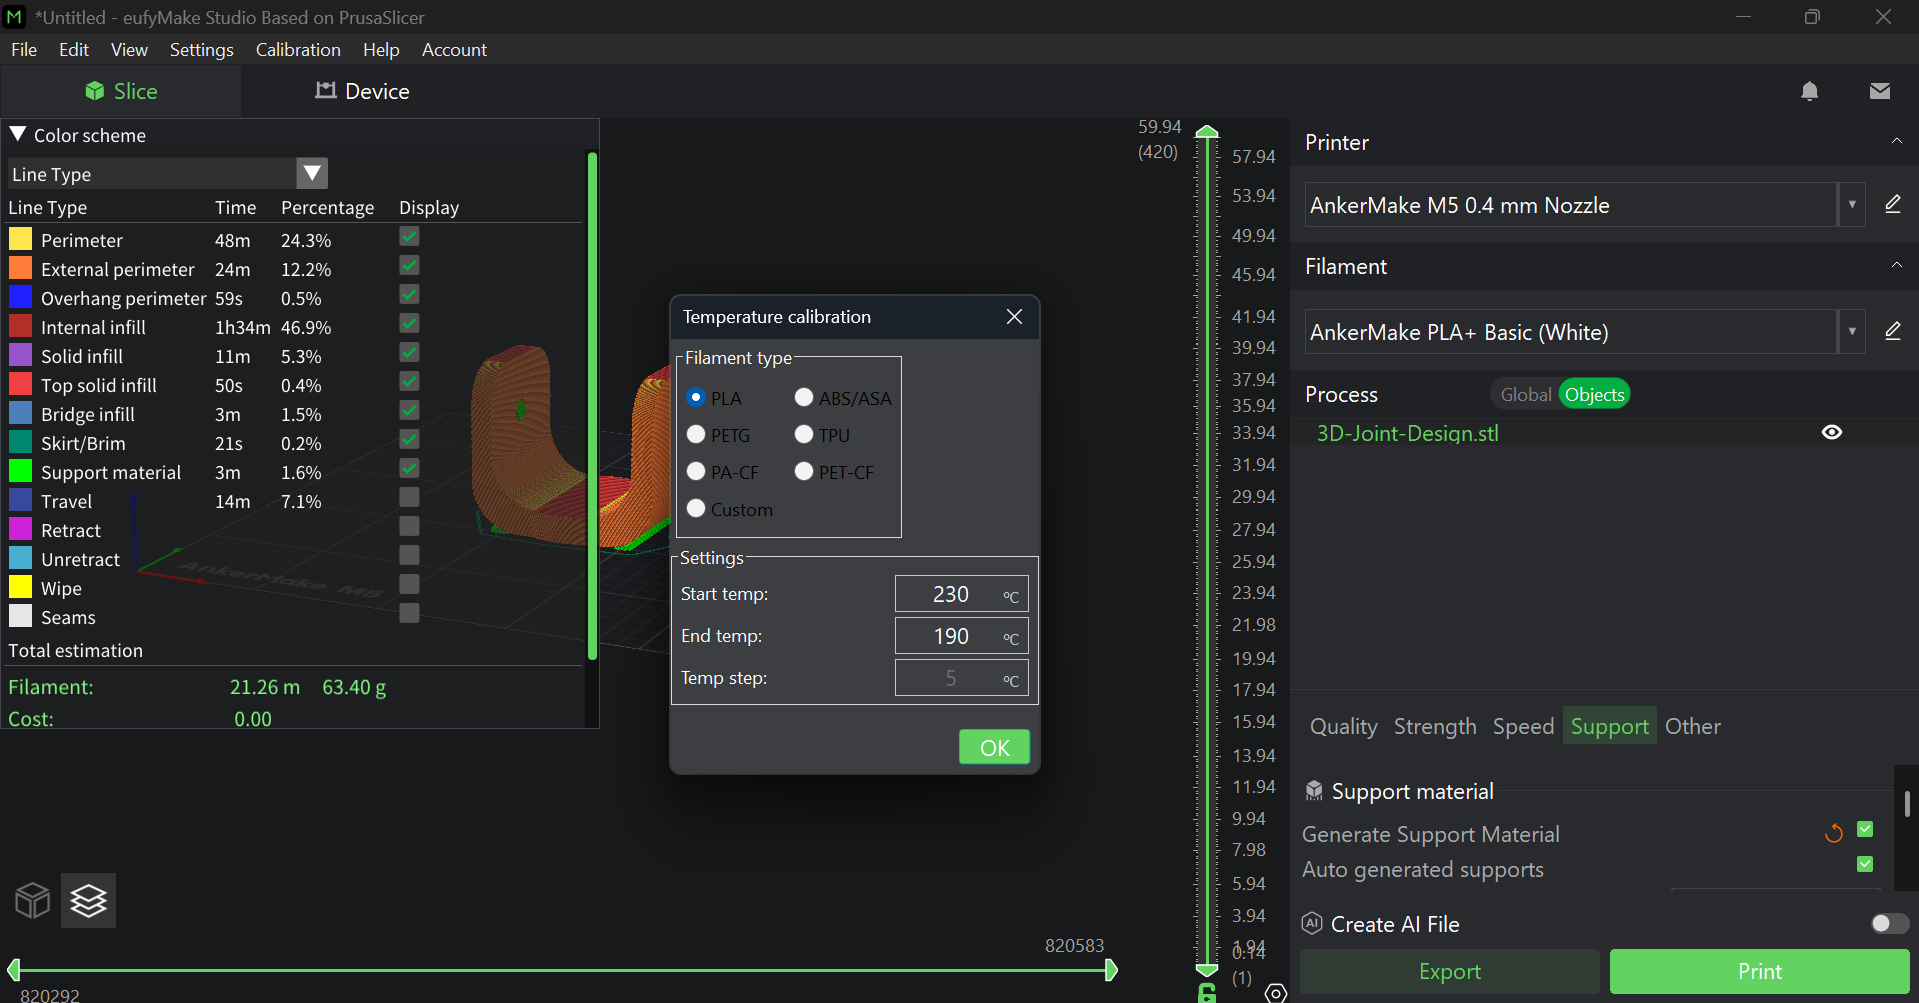 *Untitled - eufyMake Studio Based on PrusaSlicer
File Edit View Settings Calibration Help Account
Slice
Device
Color scheme
Line Type
Line Type Time Percentage Display
Perimeter 48m 24.3%
External perimeter 24m 12.2%
Overhang perimeter 59s 0.5%
Internal infill 1h34m 46.9%
Solid infill 11m 5.3%
Top solid infill 50s 0.4%
Bridge infill 3m 1.5%
Skirt/Brim 21s 0.2%
Support material 3m 1.6%
Travel 14m 7.1%
Retract
Unretract
Wipe
Seams
Total estimation
Filament: 21.26 m 63.40 g
Cost: 0.00
AnkerMake M5
Temperature calibration
Filament type
PLA ABS/ASA
PETG TPU
PA-CF PET-CF
Custom
Settings
Start temp: 230 °C
End temp: 190 °C
Temp step: 5 °C
OK
820583
820292
59.94
(420)
57.94
53.94
49.94
45.94
41.94
39.94
37.94
35.94
33.94
31.94
29.94
27.94
25.94
23.94
21.98
19.94
17.94
15.94
13.94
11.94
9.94
7.98
5.94
3.94
1.94
0.14
(1)
Printer
AnkerMake M5 0.4 mm Nozzle
Filament
AnkerMake PLA+ Basic (White)
Process Global Objects
3D-Joint-Design.stl
Quality Strength Speed Support Other
Support material
Generate Support Material
Auto generated supports
AI Create AI File
Export Print